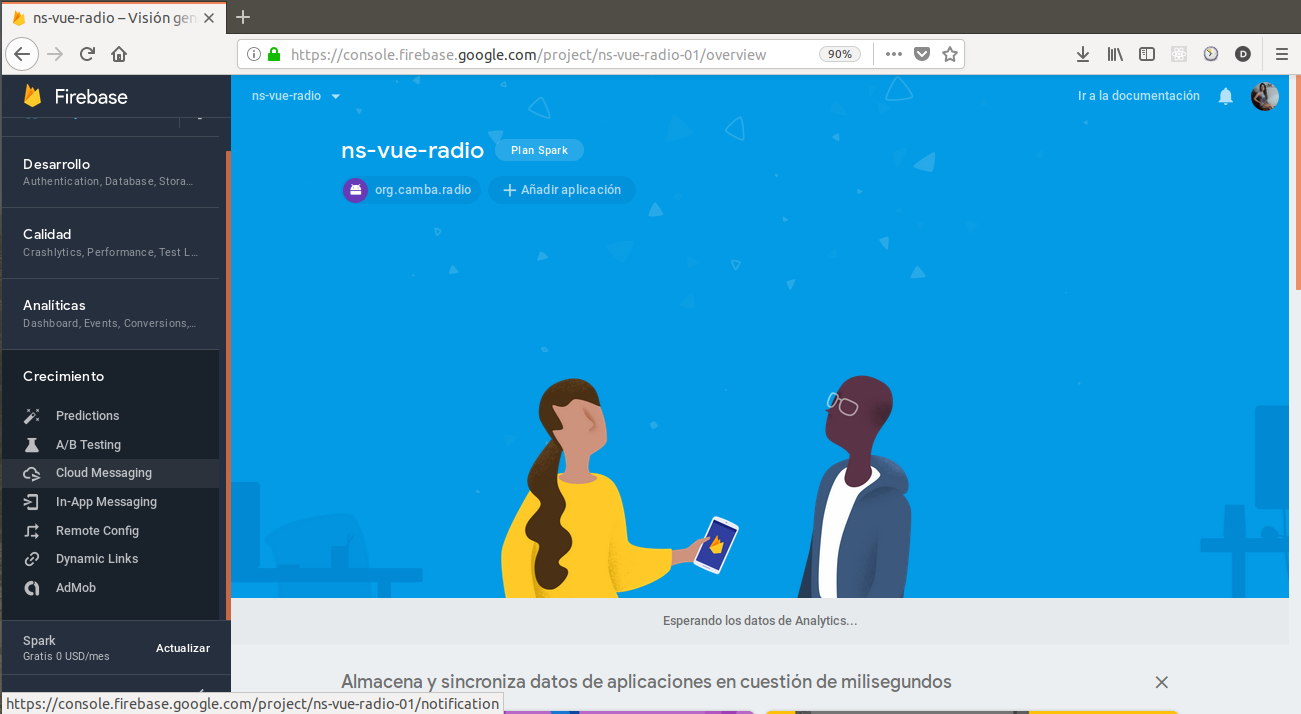 ns-vue-radio – Visión gen
https://console.firebase.google.com/project/ns-vue-radio-01/overview
90%
D
Firebase
Desarrollo
Authentication, Database, Stora...
Calidad
Crashlytics, Performance, Test L...
Analíticas
Dashboard, Events, Conversions,...
Crecimiento
Predictions
A/B Testing
Cloud Messaging
In-App Messaging
Remote Config
Dynamic Links
AdMob
Spark
Gratis 0 USD/mes
Actualizar
https://console.firebase.google.com/project/ns-vue-radio-01/notification
ns-vue-radio
Ir a la documentación
ns-vue-radio
Plan Spark
org.camba.radio
Añadir aplicación
Esperando los datos de Analytics...
Almacena y sincroniza datos de aplicaciones en cuestión de milisegundos